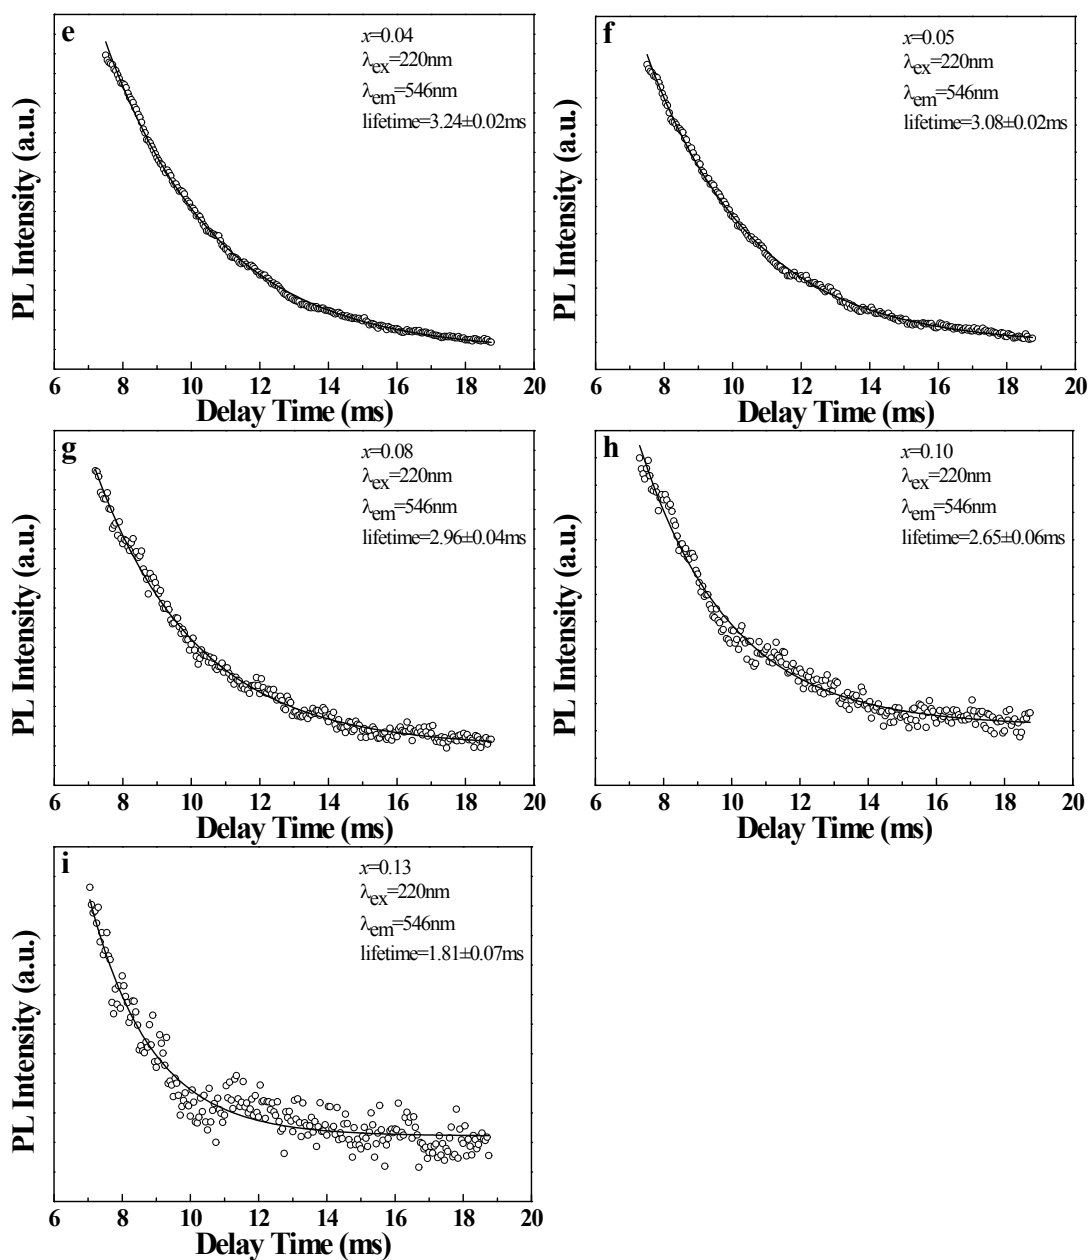 e
x=0.04
λex=220nm
λem=546nm
lifetime=3.24±0.02ms
PL Intensity (a.u.)
6 8 10 12 14 16 18 20
Delay Time (ms)
f
x=0.05
λex=220nm
λem=546nm
lifetime=3.08±0.02ms
PL Intensity (a.u.)
6 8 10 12 14 16 18 20
Delay Time (ms)
g
x=0.08
λex=220nm
λem=546nm
lifetime=2.96±0.04ms
PL Intensity (a.u.)
6 8 10 12 14 16 18 20
Delay Time (ms)
h
x=0.10
λex=220nm
λem=546nm
lifetime=2.65±0.06ms
PL Intensity (a.u.)
6 8 10 12 14 16 18 20
Delay Time (ms)
i
x=0.13
λex=220nm
λem=546nm
lifetime=1.81±0.07ms
PL Intensity (a.u.)
6 8 10 12 14 16 18 20
Delay Time (ms)